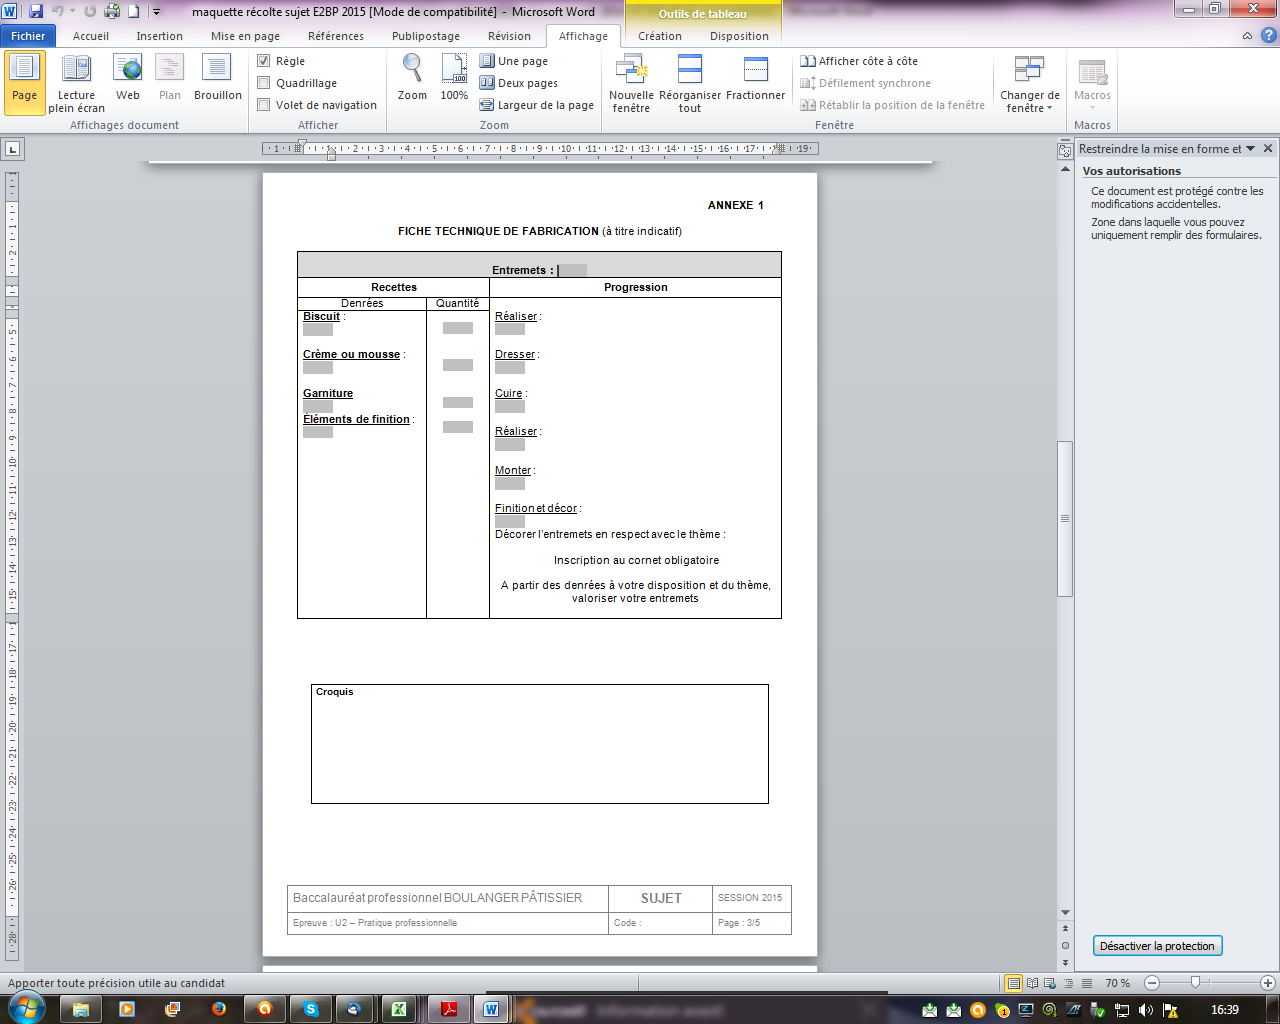 maquette récolte sujet E2BP 2015 [Mode de compatibilité] - Microsoft Word
Outils de tableau
Fichier
Accueil
Insertion
Mise en page
Références
Publipostage
Révision
Affichage
Création
Disposition
Page
Lecture plein écran
Web
Plan
Brouillon
Affichages document
Règle
Quadrillage
Volet de navigation
Afficher
Zoom
100%
Une page
Deux pages
Largeur de la page
Zoom
Nouvelle fenêtre
Réorganiser tout
Fractionner
Afficher côte à côte
Défilement synchrone
Rétablir la position de la fenêtre
Fenêtre
Changer de fenêtre
Macros
Macros
Restreindre la mise en forme et
Vos autorisations
Ce document est protégé contre les
modifications accidentelles.
Zone dans laquelle vous pouvez
uniquement remplir des formulaires.
Désactiver la protection
ANNEXE 1
FICHE TECHNIQUE DE FABRICATION (à titre indicatif)
Entremets :
Recettes
Progression
Denrées
Quantité
Biscuit :
Crème ou mousse :
Garniture
Éléments de finition :
Réaliser :
Dresser :
Cuire :
Réaliser :
Monter :
Finition et décor :
Décorer l'entremets en respect avec le thème :
Inscription au cornet obligatoire
A partir des denrées à votre disposition et du thème,
valoriser votre entremets
Croquis
Baccalauréat professionnel BOULANGER PÂTISSIER
SUJET
SESSION 2015
Epreuve : U2 – Pratique professionnelle
Code :
Page : 3/5
Apporter toute précision utile au candidat
70 %
16:39